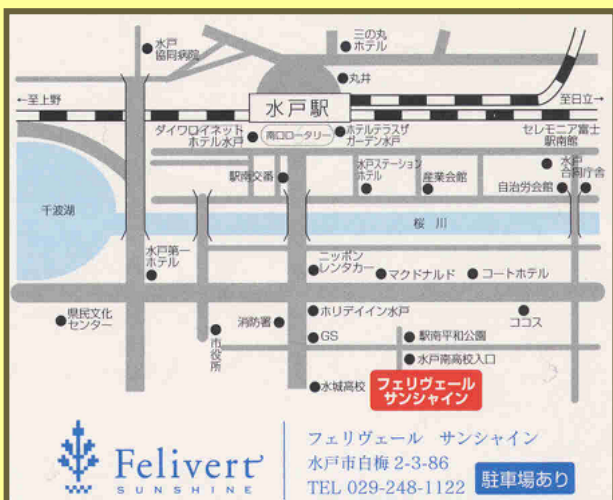 水戸
協同病院
三の丸
ホテル
丸井
←至上野
水戸駅
至日立→
ダイワロイネット
ホテル水戸
南口ロータリー
ホテルテラスザ
ガーデン水戸
セレモニア富士
駅南館
駅南交番
水戸ステーション
ホテル
産業会館
水戸
合同庁舎
自治労会館
千波湖
桜川
水戸第一
ホテル
ニッポン
レンタカー
マクドナルド
コートホテル
県民文化
センター
消防署
ホリデイイン水戸
ココス
市役所
GS
駅南平和公園
水戸南高校入口
水城高校
フェリヴェール
サンシャイン
Felivert
SUNSHINE
フェリヴェール サンシャイン
水戸市白梅 2-3-86
TEL 029-248-1122
駐車場あり